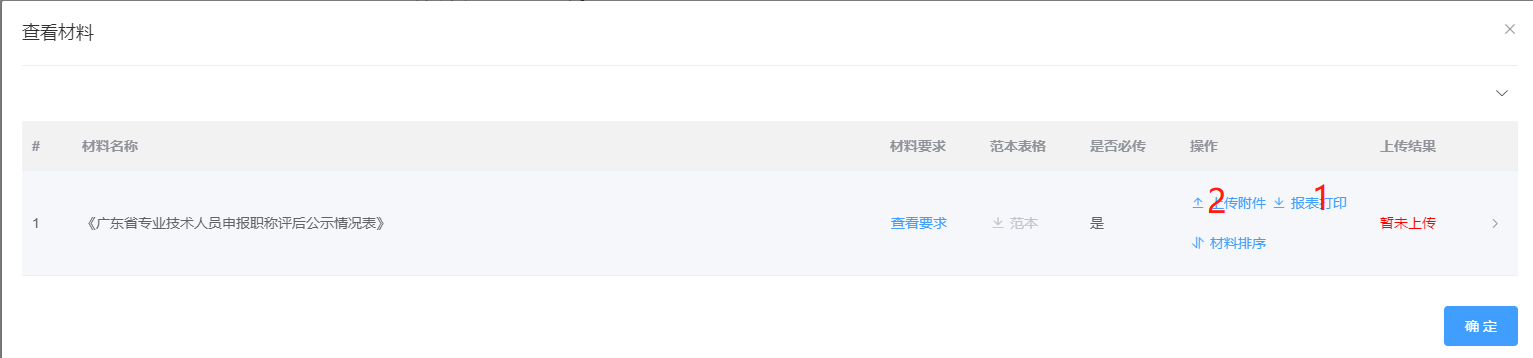 查看材料
# 材料名称 材料要求 范本表格 是否必传 操作 上传结果
1 《广东省专业技术人员申报职称评后公示情况表》 查看要求 范本 是 上传附件 报表打印 暂未上传
2 1
材料排序
确定